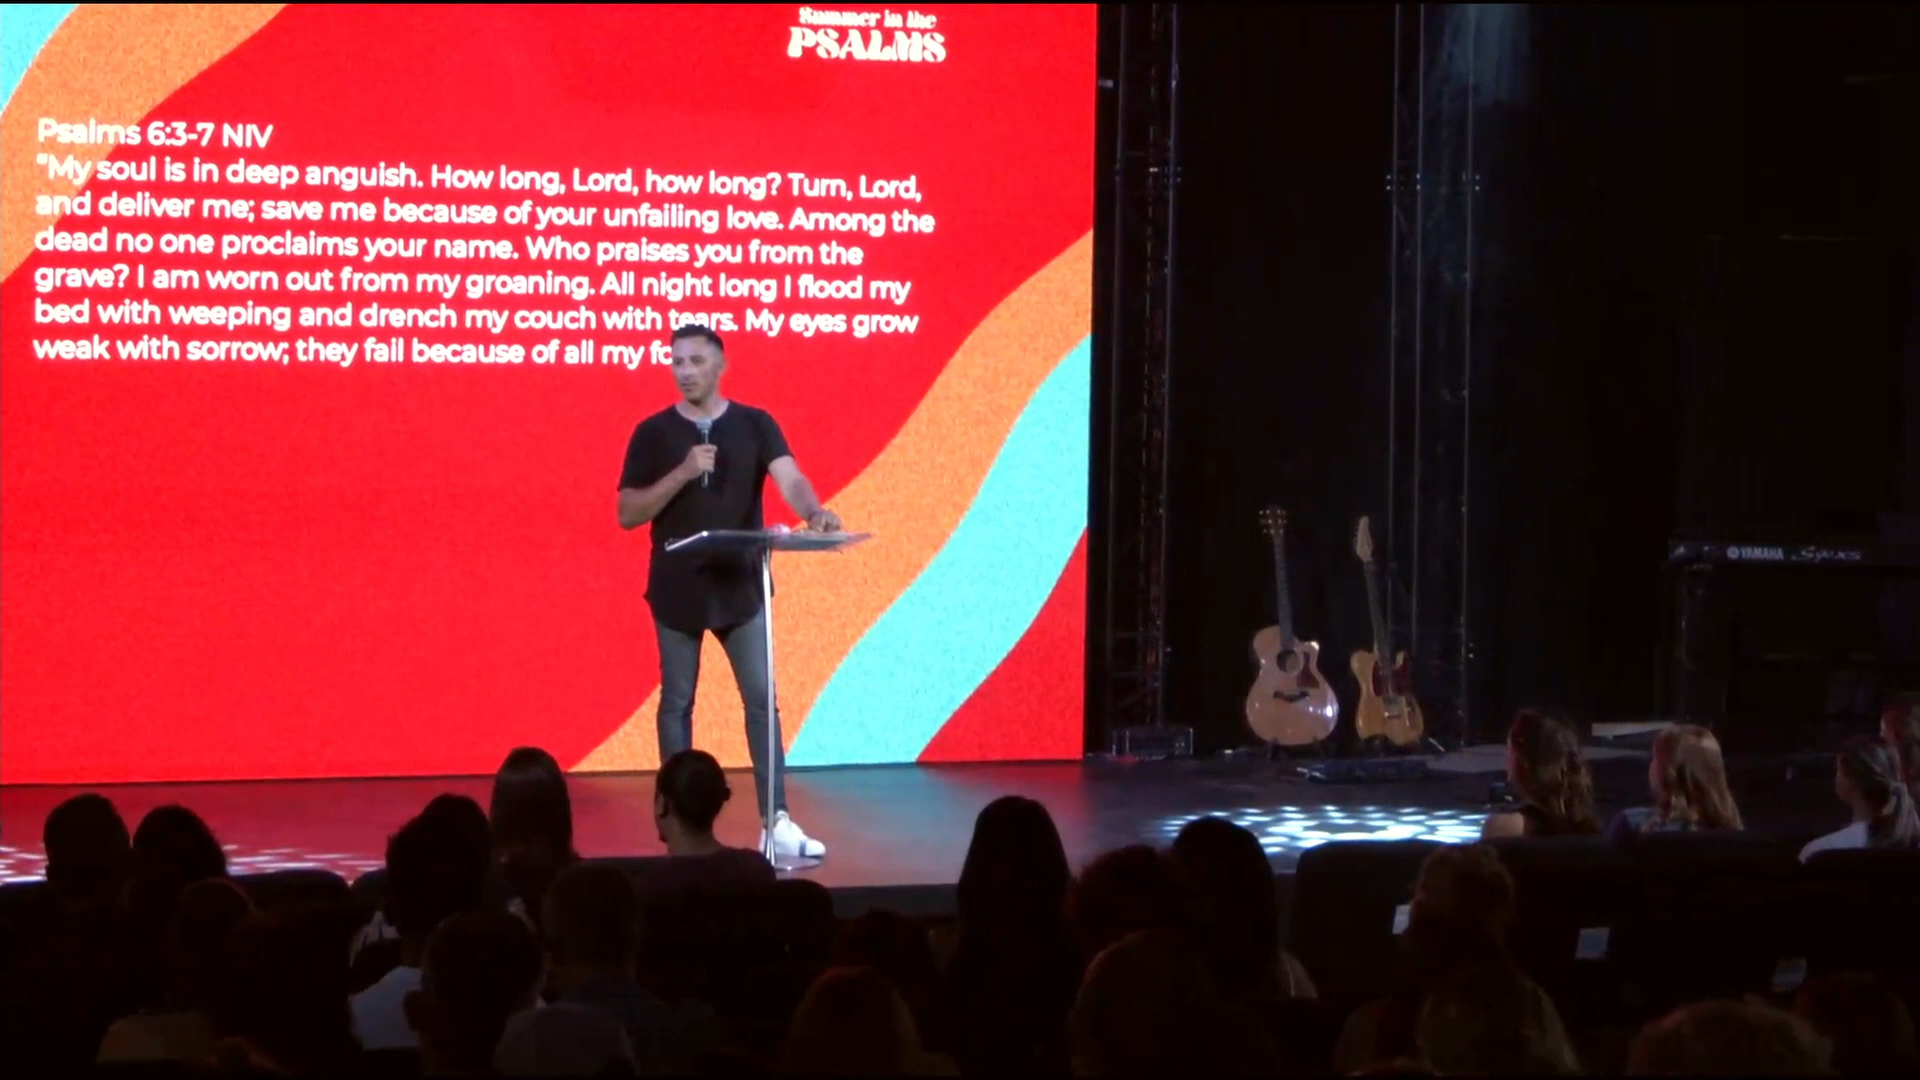 Summer in the
PSALMS
Psalms 6:3-7 NIV
"My soul is in deep anguish. How long, Lord, how long? Turn, Lord,
and deliver me; save me because of your unfailing love. Among the
dead no one proclaims your name. Who praises you from the
grave? I am worn out from my groaning. All night long I flood my
bed with weeping and drench my couch with tears. My eyes grow
weak with sorrow; they fail because of all my
YAMAHA